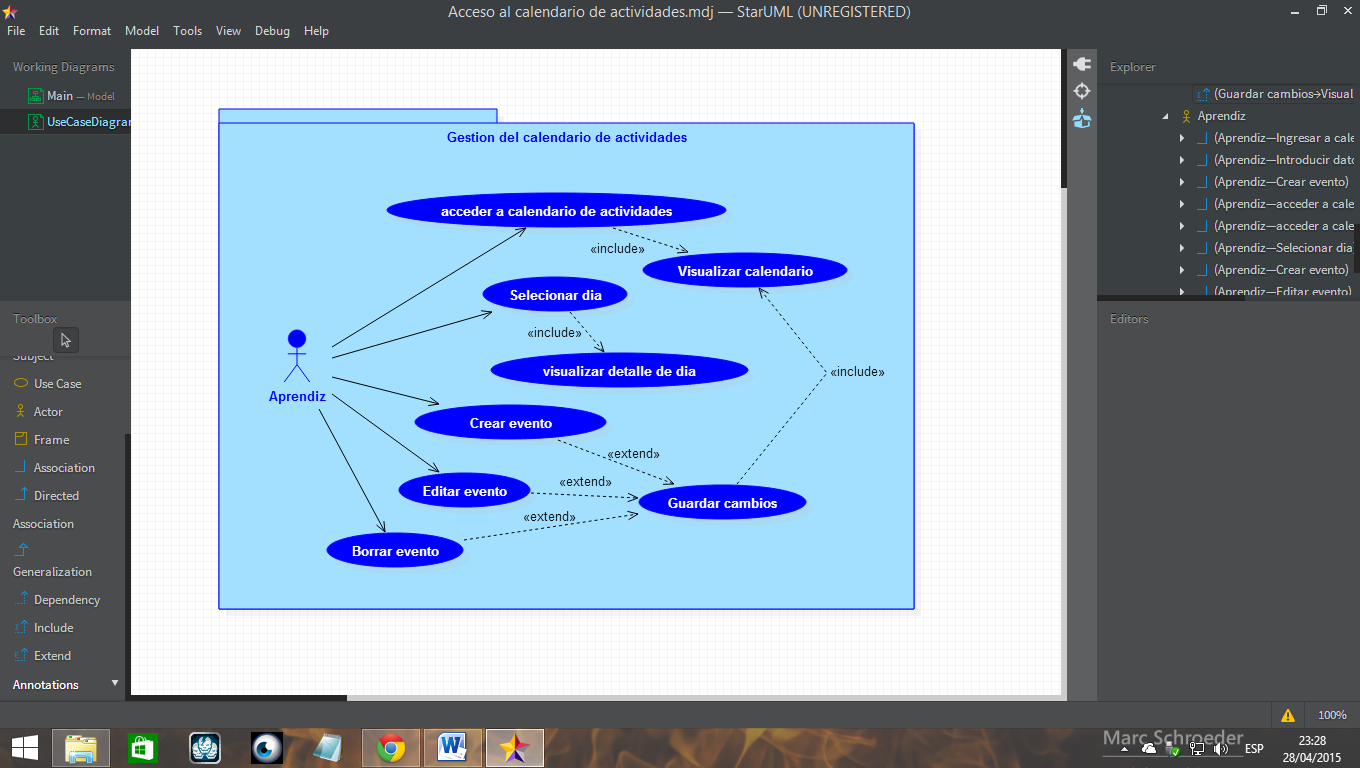 Acceso al calendario de actividades.mdj — StarUML (UNREGISTERED)
File Edit Format Model Tools View Debug Help
Working Diagrams
Main — Model
UseCaseDiagrar
Toolbox
Subject
Use Case
Actor
Frame
Association
Directed
Association
Generalization
Dependency
Include
Extend
Annotations
Gestion del calendario de actividades
acceder a calendario de actividades
«include»
Visualizar calendario
Selecionar dia
«include»
visualizar detalle de dia
«include»
Aprendiz
Crear evento
«extend»
Editar evento
«extend»
Guardar cambios
«extend»
Borrar evento
Explorer
(Guardar cambios→Visual
Aprendiz
(Aprendiz—Ingresar a cale
(Aprendiz—Introducir dato
(Aprendiz—Crear evento)
(Aprendiz—acceder a cale
(Aprendiz—acceder a cale
(Aprendiz—Selecionar dia
(Aprendiz—Crear evento)
(Aprendiz—Editar evento)
Editors
100%
Marc Schroeder
ESP
23:28
28/04/2015